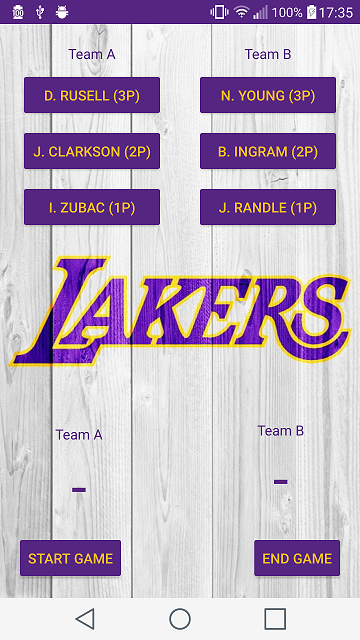 100% 17:35
Team A Team B
D. RUSELL (3P) N. YOUNG (3P)
J. CLARKSON (2P) B. INGRAM (2P)
I. ZUBAC (1P) J. RANDLE (1P)
LAKERS
Team A Team B
- -
START GAME END GAME